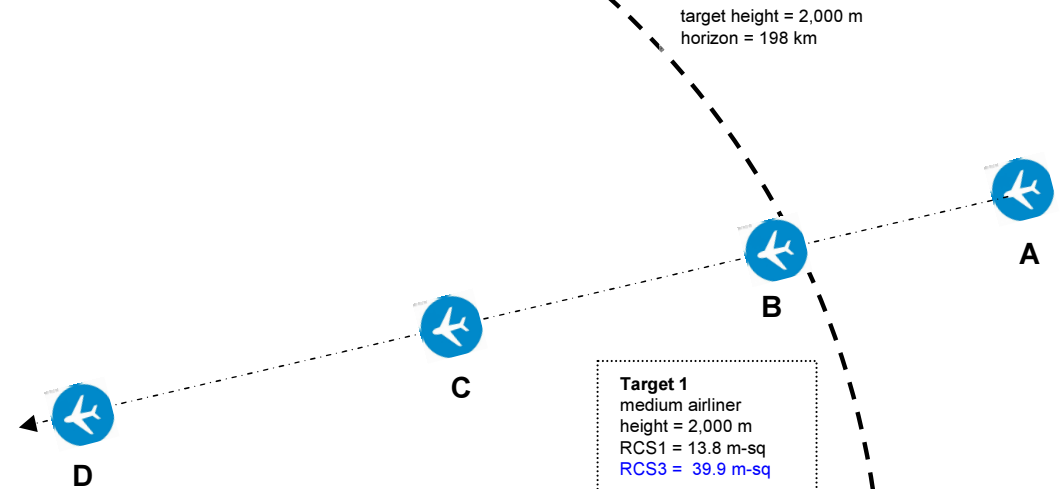 target height = 2,000 m
horizon = 198 km
A
B
C
D
Target 1
medium airliner
height = 2,000 m
RCS1 = 13.8 m-sq
RCS3 =  39.9 m-sq